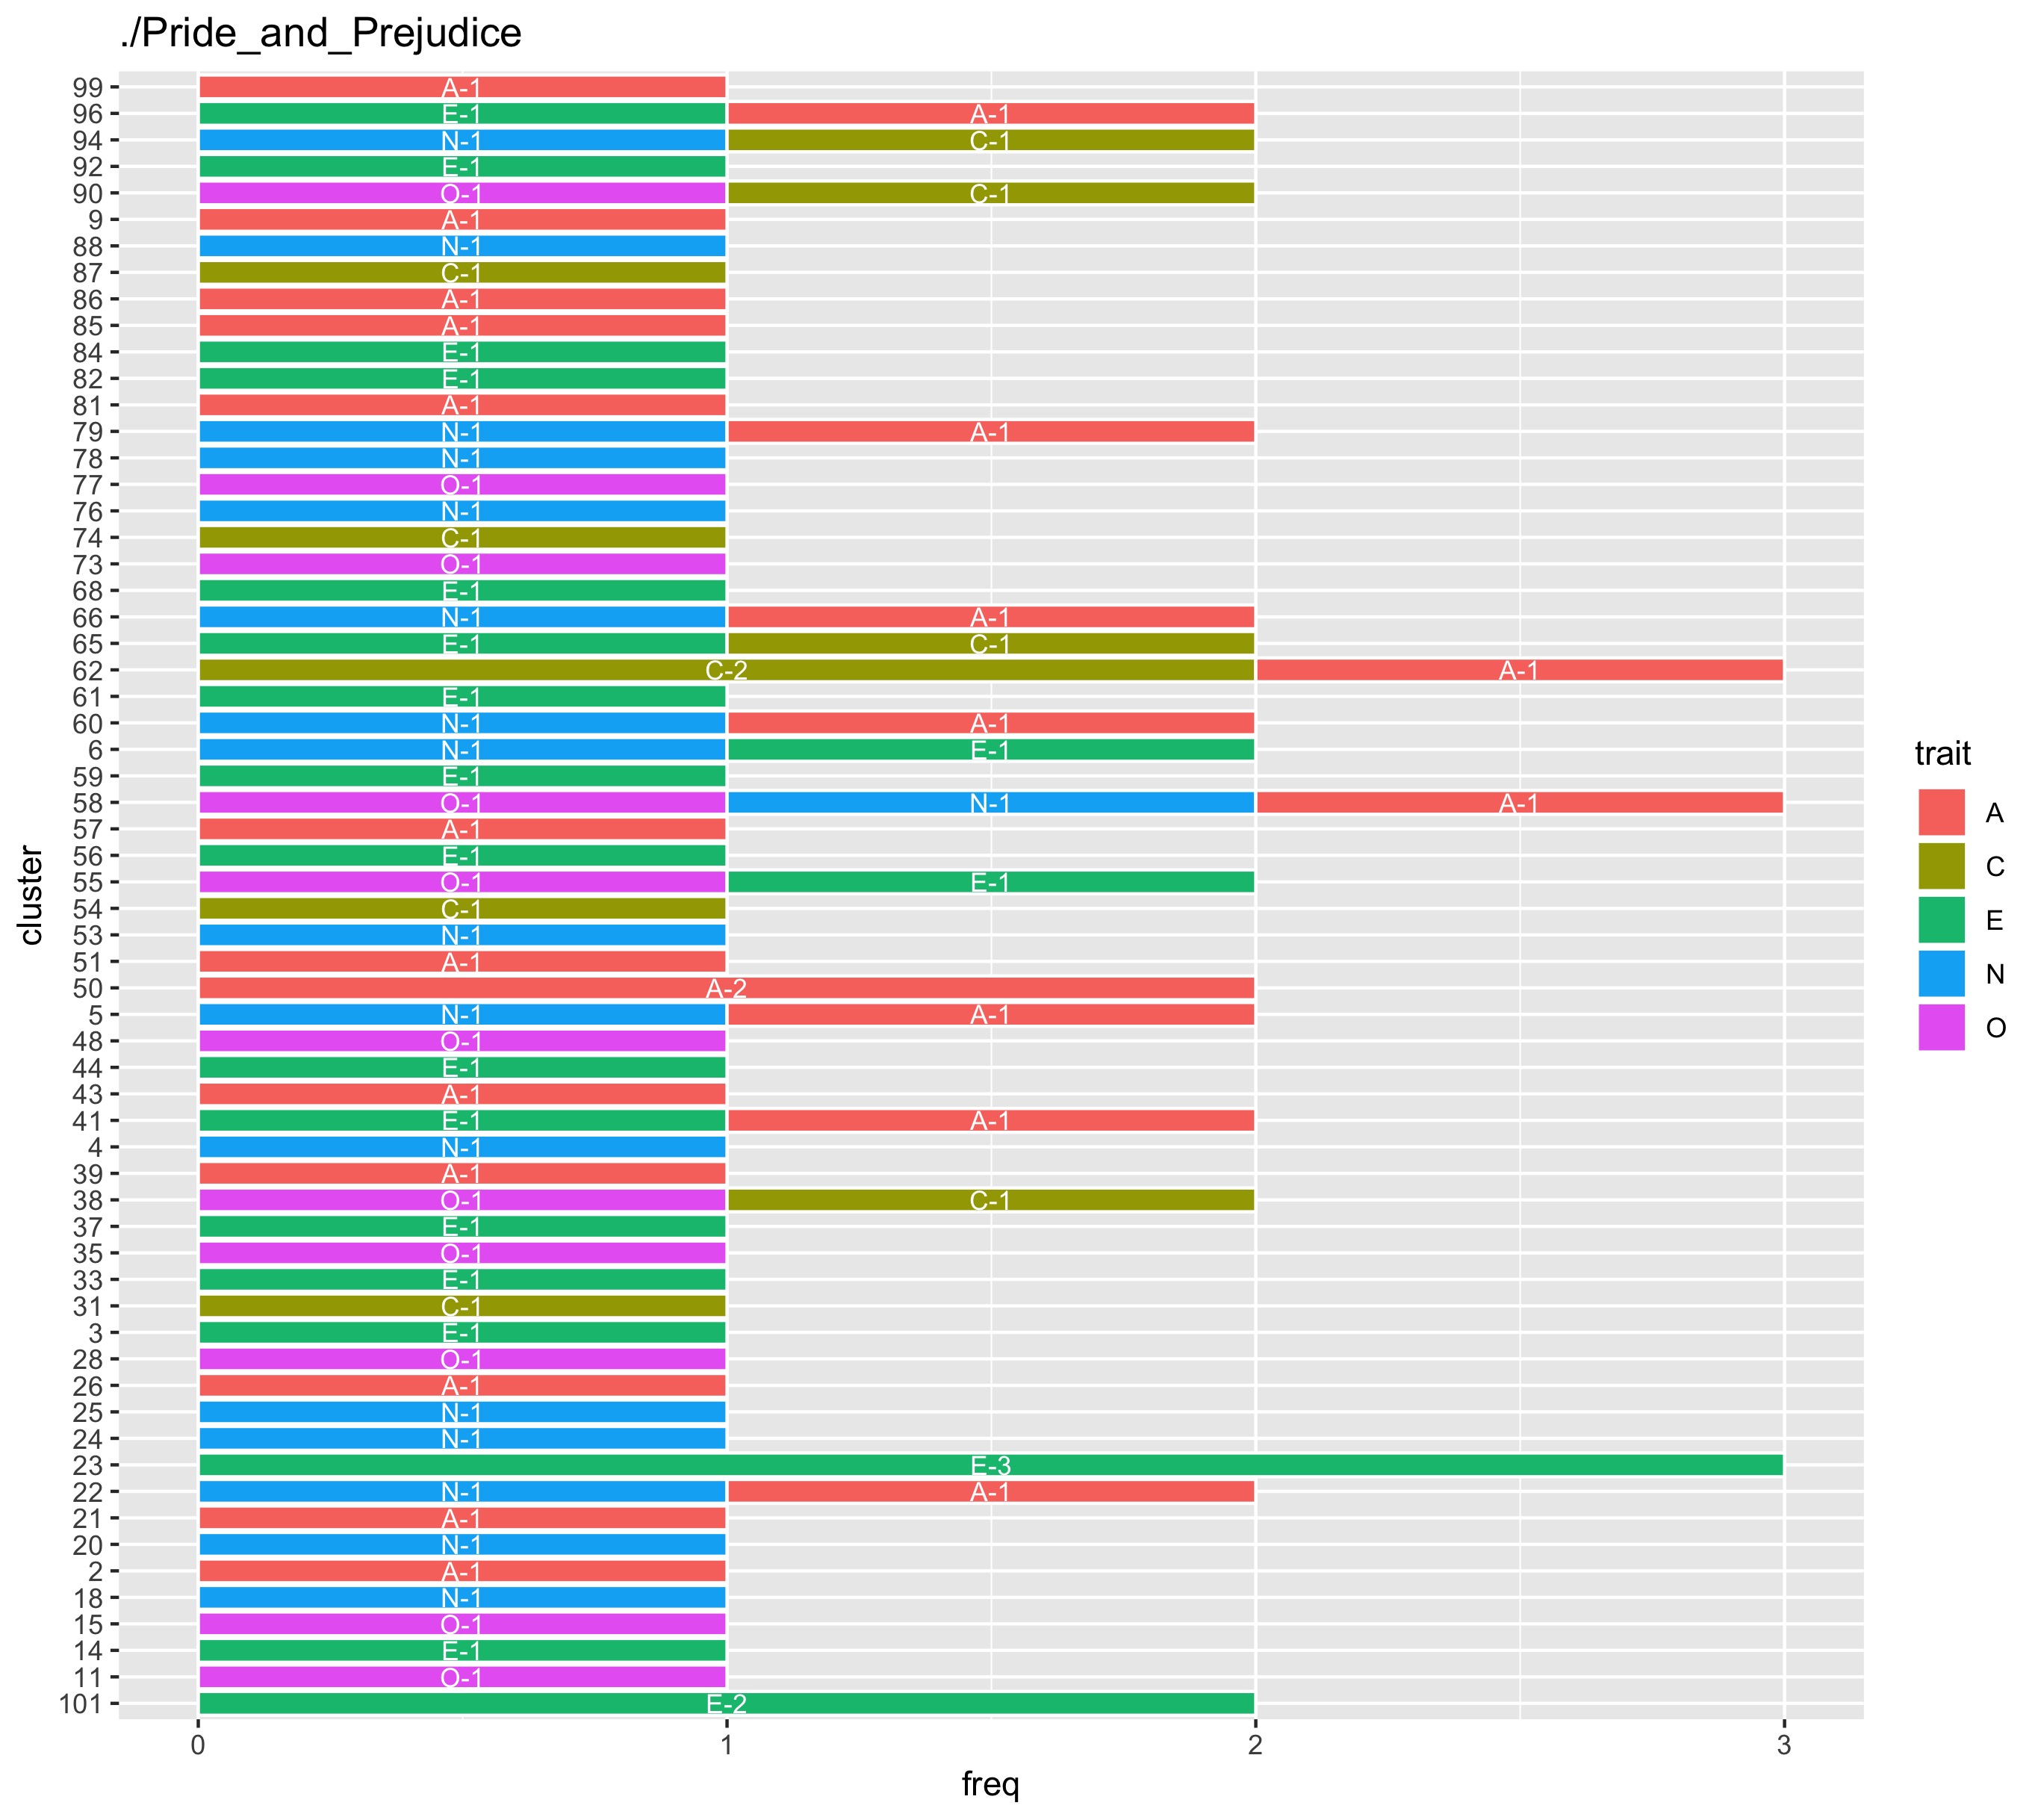 ./Pride_and_Prejudice
99 A-1
96 E-1 A-1
94 N-1 C-1
92 E-1
90 O-1 C-1
9 A-1
88 N-1
87 C-1
86 A-1
85 A-1
84 E-1
82 E-1
81 A-1
79 N-1 A-1
78 N-1
77 O-1
76 N-1
74 C-1
73 O-1
68 E-1
66 N-1 A-1
65 E-1 C-1
62 C-2 A-1
61 E-1
60 N-1 A-1
6 N-1 E-1
59 E-1
58 O-1 N-1 A-1
57 A-1
56 E-1
55 O-1 E-1
54 C-1
53 N-1
51 A-1
50 A-2
5 N-1 A-1
48 O-1
44 E-1
43 A-1
41 E-1 A-1
4 N-1
39 A-1
38 O-1 C-1
37 E-1
35 O-1
33 E-1
31 C-1
3 E-1
28 O-1
26 A-1
25 N-1
24 N-1
23 E-3
22 N-1 A-1
21 A-1
20 N-1
2 A-1
18 N-1
15 O-1
14 E-1
11 O-1
101 E-2
0 1 2 3
freq
cluster
trait
A
C
E
N
O